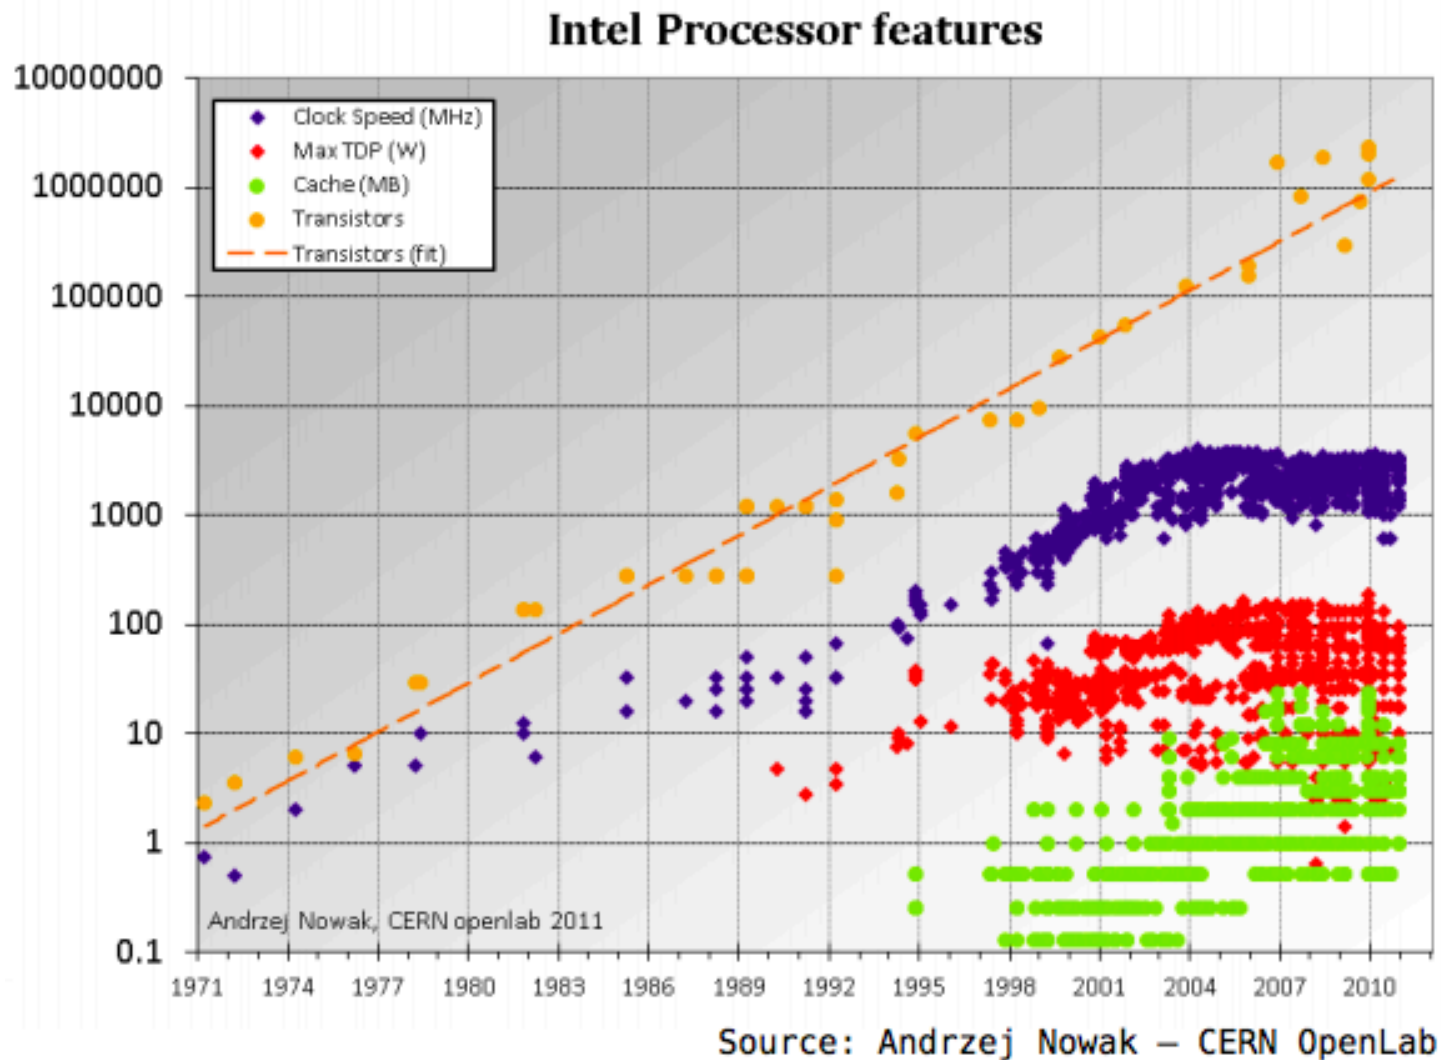 Intel Processor features
10000000
1000000
100000
10000
1000
100
10
1
0.1
Clock Speed (MHz)
Max TDP (W)
Cache (MB)
Transistors
Transistors (fit)
Andrzej Nowak, CERN openlab 2011
1971 1974 1977 1980 1983 1986 1989 1992 1995 1998 2001 2004 2007 2010
Source: Andrzej Nowak – CERN OpenLab